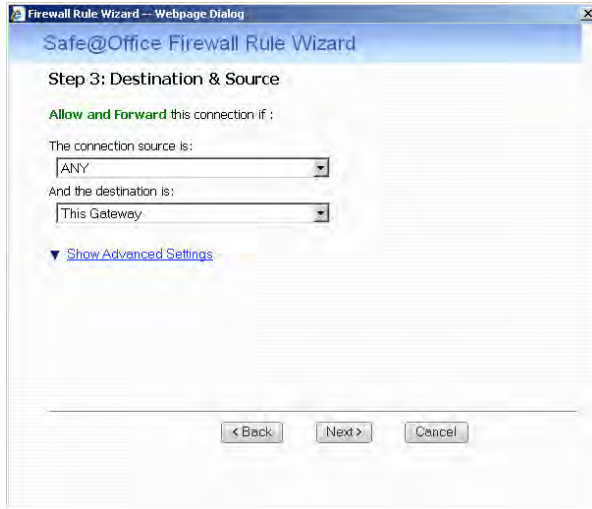 Firewall Rule Wizard -- Webpage Dialog
Safe@Office Firewall Rule Wizard
Step 3: Destination & Source
Allow and Forward this connection if :
The connection source is:
ANY
And the destination is:
This Gateway
▼ Show Advanced Settings
< Back Next > Cancel